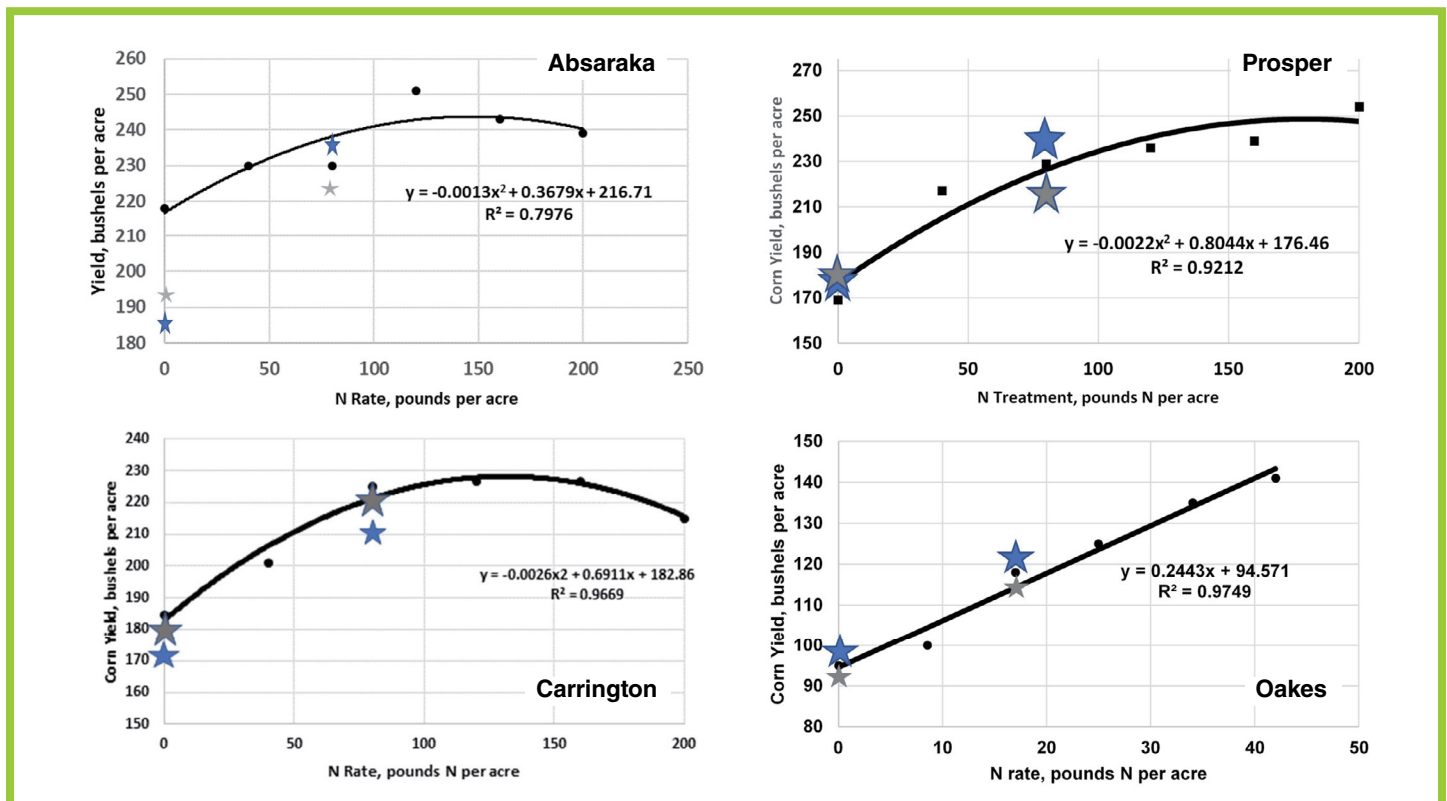 Absaraka
260
250
240
230
220
210
200
190
180
0 50 100 150 200 250
Yield, bushels per acre
N Rate, pounds per acre
y = -0.0013x² + 0.3679x + 216.71
R² = 0.7976
Prosper
270
250
230
210
190
170
150
0 50 100 150 200
Corn Yield, bushels per acre
N Treatment, pounds N per acre
y = -0.0022x² + 0.8044x + 176.46
R² = 0.9212
240
230
220
210
200
190
180
170
160
150
0 50 100 150 200
Corn Yield, bushels per acre
N Rate, pounds N per acre
y = -0.0026x2 + 0.6911x + 182.86
R² = 0.9669
Carrington
150
140
130
120
110
100
90
80
0 10 20 30 40 50
Corn Yield, bushels per acre
N rate, pounds N per acre
y = 0.2443x + 94.571
R² = 0.9749
Oakes